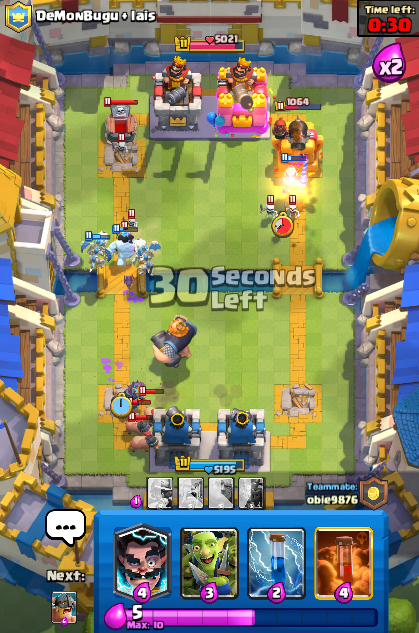 DeMonBugu + iais
Time left:
0:30
5021
x2
1064
30 Seconds
Left
5195
Teammate:
obie9876
...
Next:
4
3
2
4
5
Max: 10